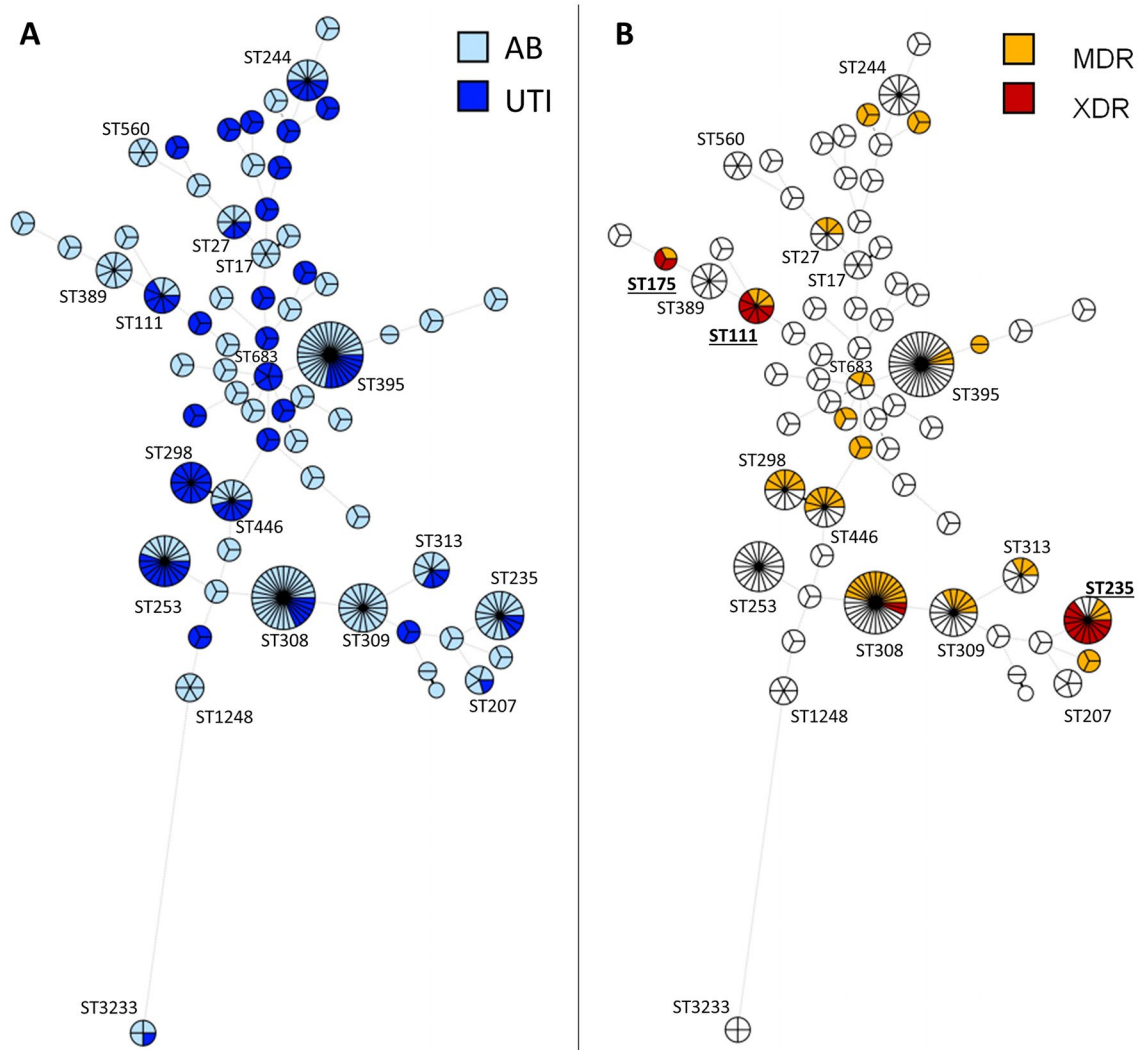 A
AB
UTI
ST244
ST560
ST27
ST17
ST389
ST111
ST683
ST395
ST298
ST446
ST313
ST235
ST253
ST308
ST309
ST207
ST1248
ST3233
B
MDR
XDR
ST244
ST560
ST27
ST17
ST175
ST389
ST111
ST683
ST395
ST298
ST446
ST313
ST235
ST253
ST308
ST309
ST207
ST1248
ST3233